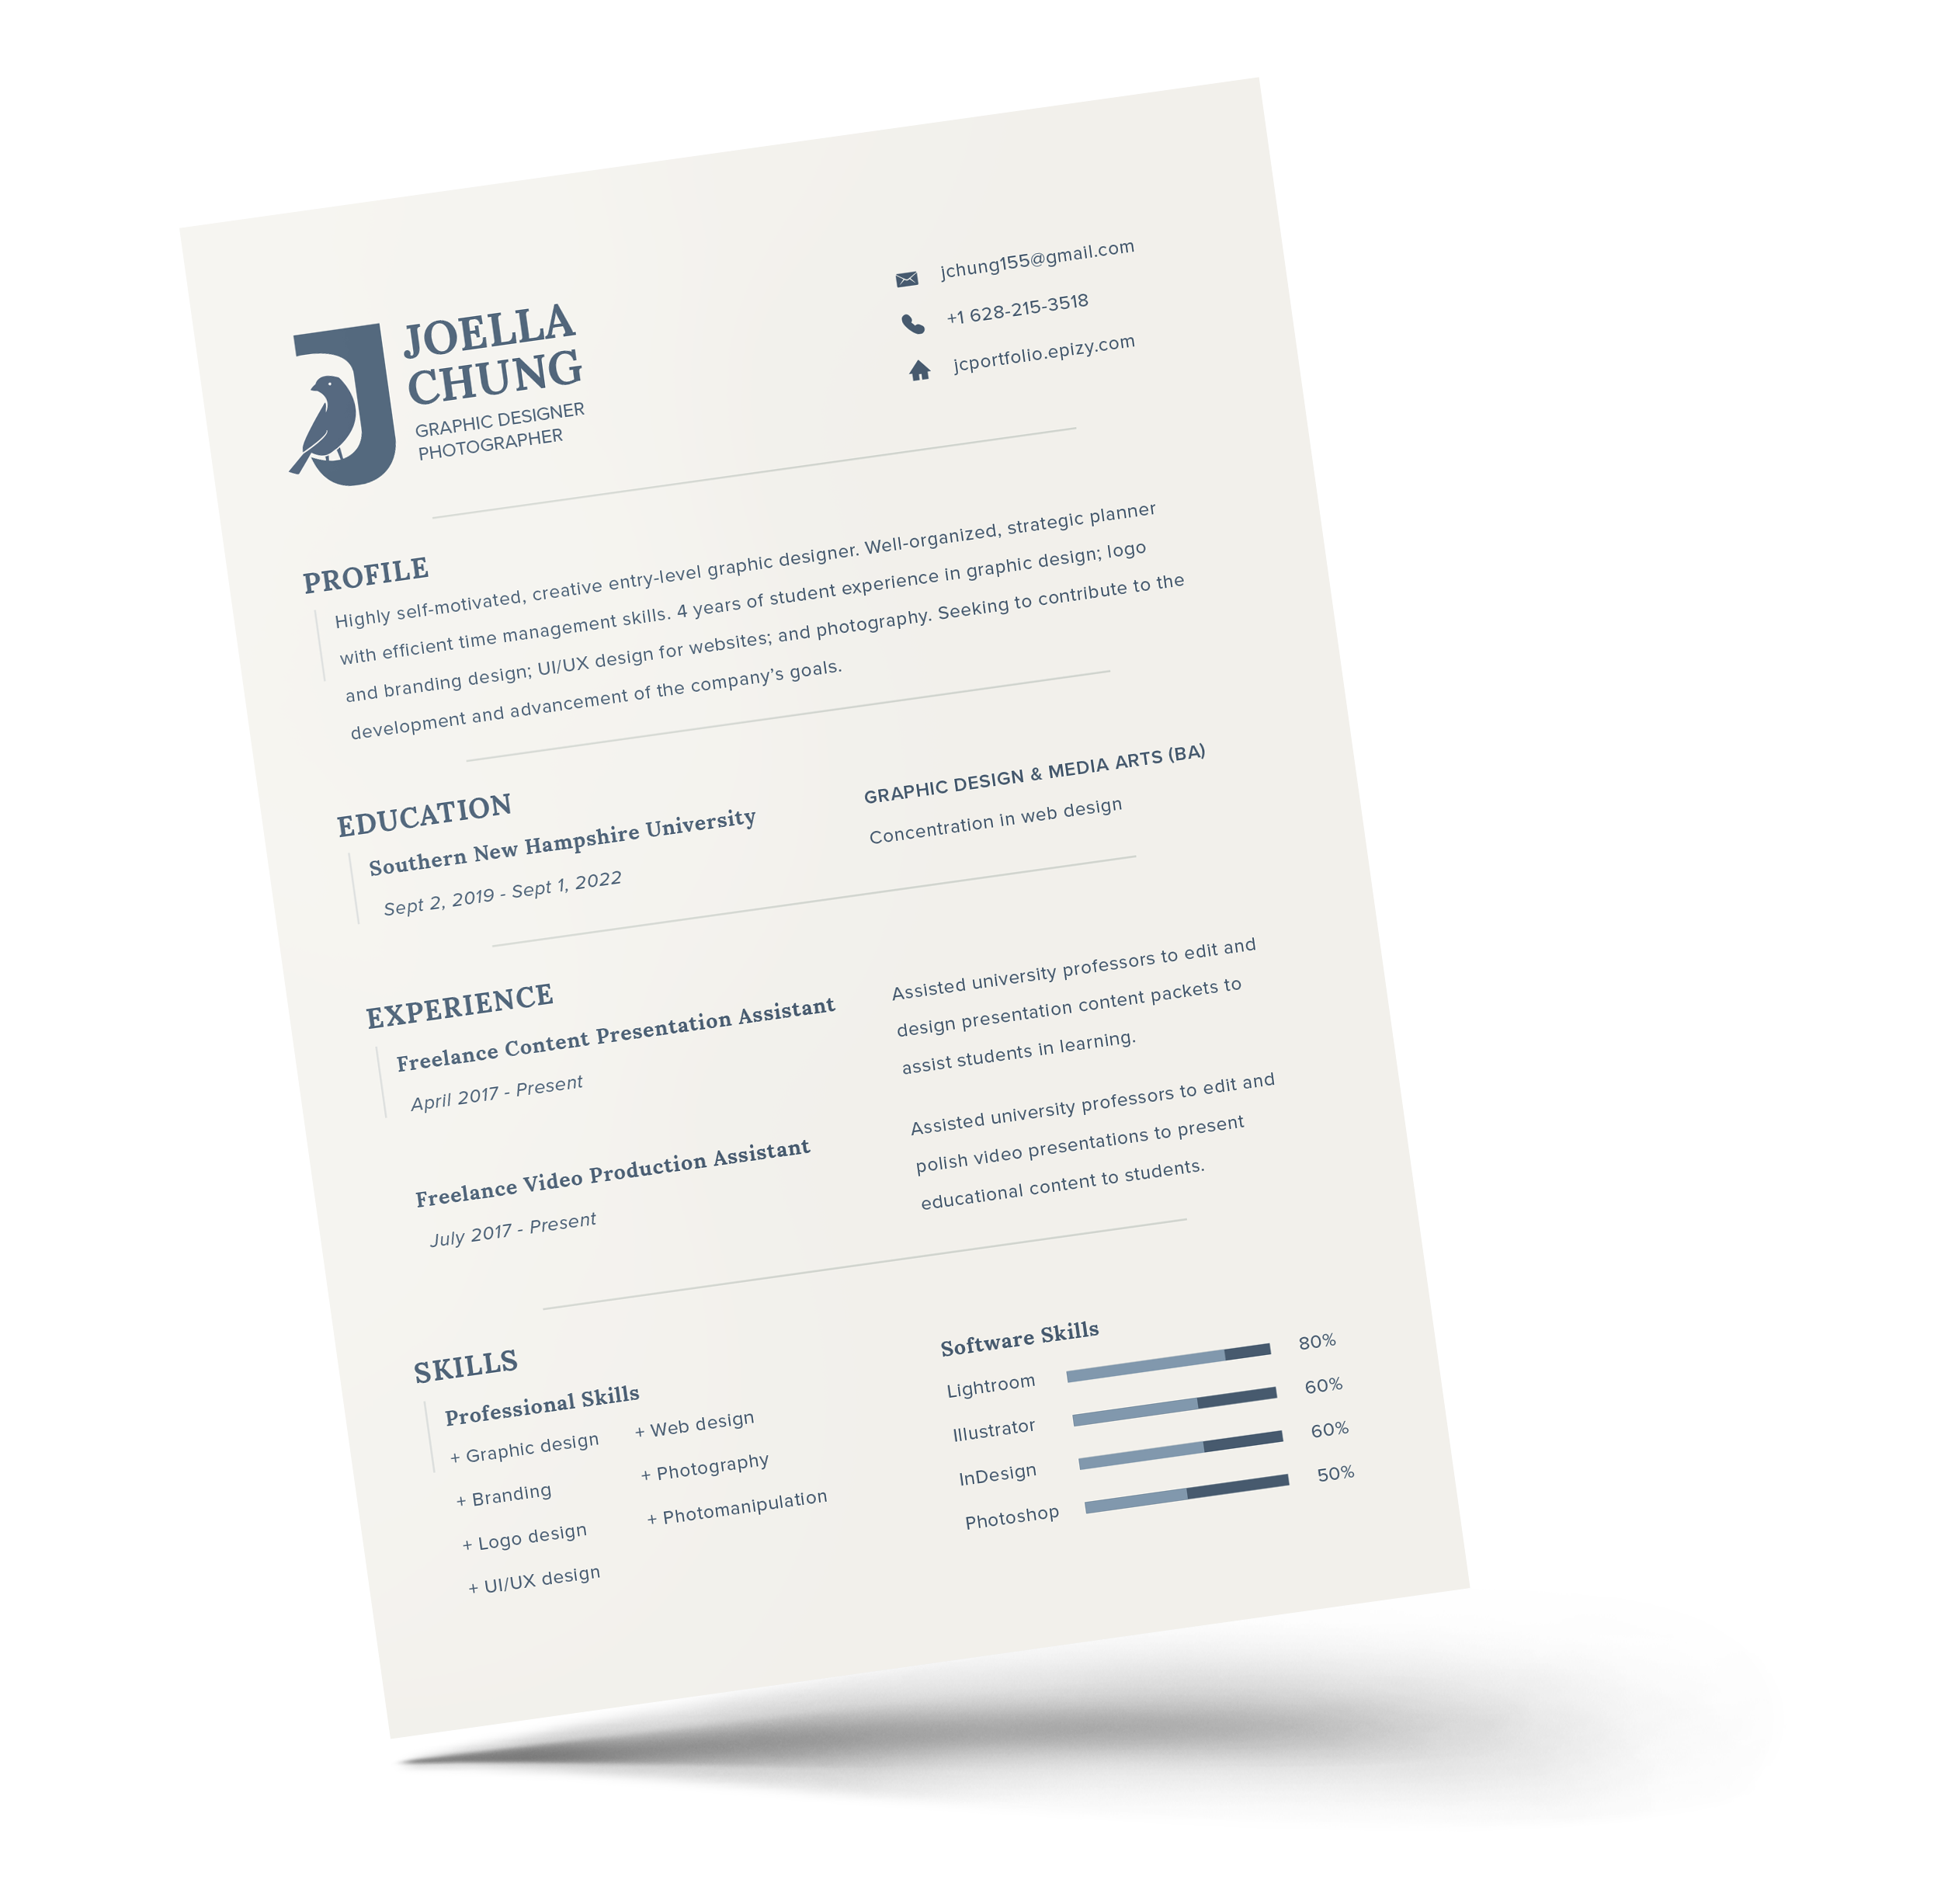 JOELLA
CHUNG
GRAPHIC DESIGNER
PHOTOGRAPHER
jchung155@gmail.com
+1 628-215-3518
jcportfolio.epizy.com
PROFILE
Highly self-motivated, creative entry-level graphic designer. Well-organized, strategic planner
with efficient time management skills. 4 years of student experience in graphic design; logo
and branding design; UI/UX design for websites; and photography. Seeking to contribute to the
development and advancement of the company’s goals.
EDUCATION
Southern New Hampshire University
Sept 2, 2019 - Sept 1, 2022
GRAPHIC DESIGN & MEDIA ARTS (BA)
Concentration in web design
EXPERIENCE
Freelance Content Presentation Assistant
April 2017 - Present
Assisted university professors to edit and
design presentation content packets to
assist students in learning.
Freelance Video Production Assistant
July 2017 - Present
Assisted university professors to edit and
polish video presentations to present
educational content to students.
SKILLS
Professional Skills
+ Graphic design
+ Branding
+ Logo design
+ UI/UX design
+ Web design
+ Photography
+ Photomanipulation
Software Skills
Lightroom 80%
Illustrator 60%
InDesign 60%
Photoshop 50%